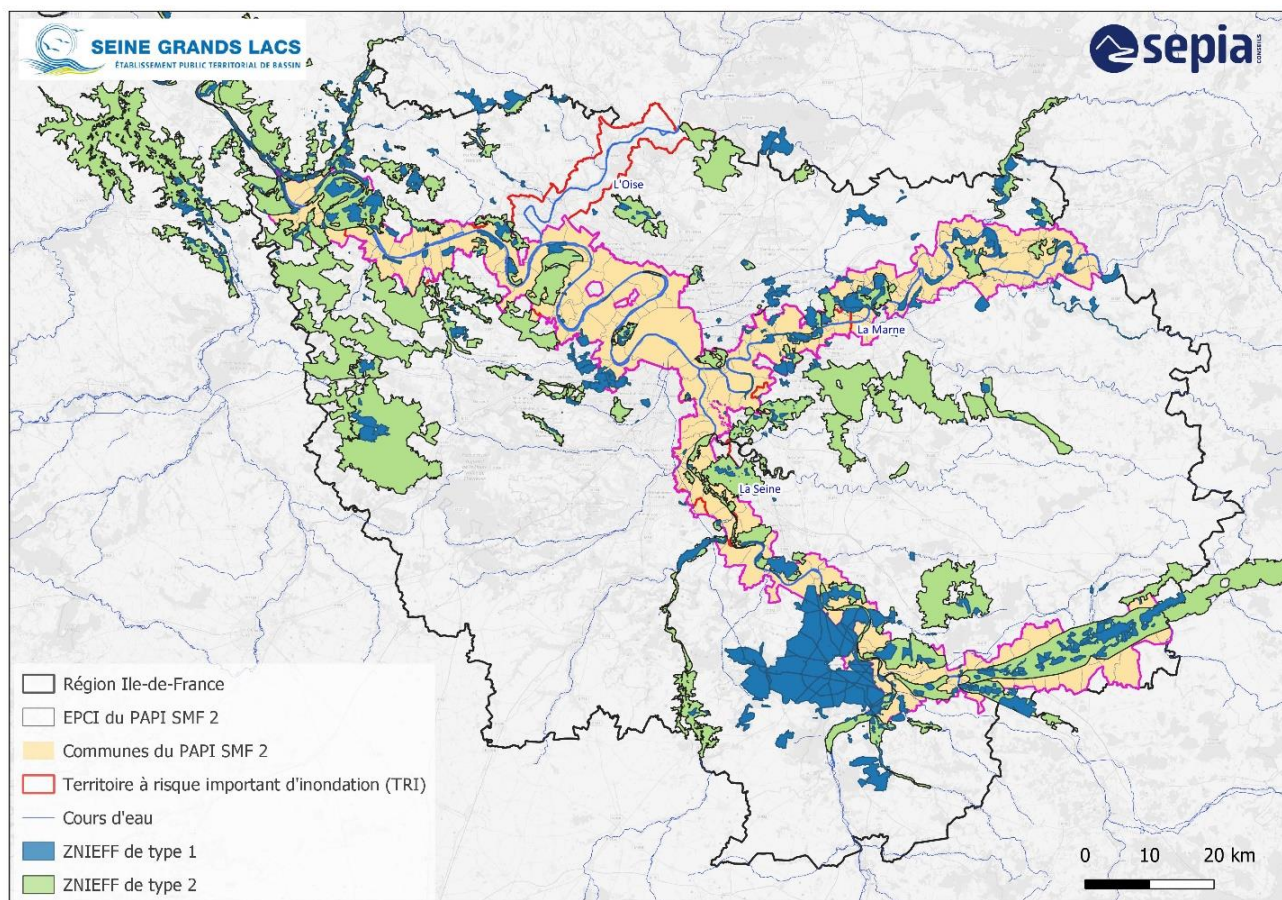 SEINE GRANDS LACS
ÉTABLISSEMENT PUBLIC TERRITORIAL DE BASSIN
sepia
CONSEILS
L'Oise
La Marne
La Seine
Région Ile-de-France
EPCI du PAPI SMF 2
Communes du PAPI SMF 2
Territoire à risque important d'inondation (TRI)
Cours d'eau
ZNIEFF de type 1
ZNIEFF de type 2
0 10 20 km